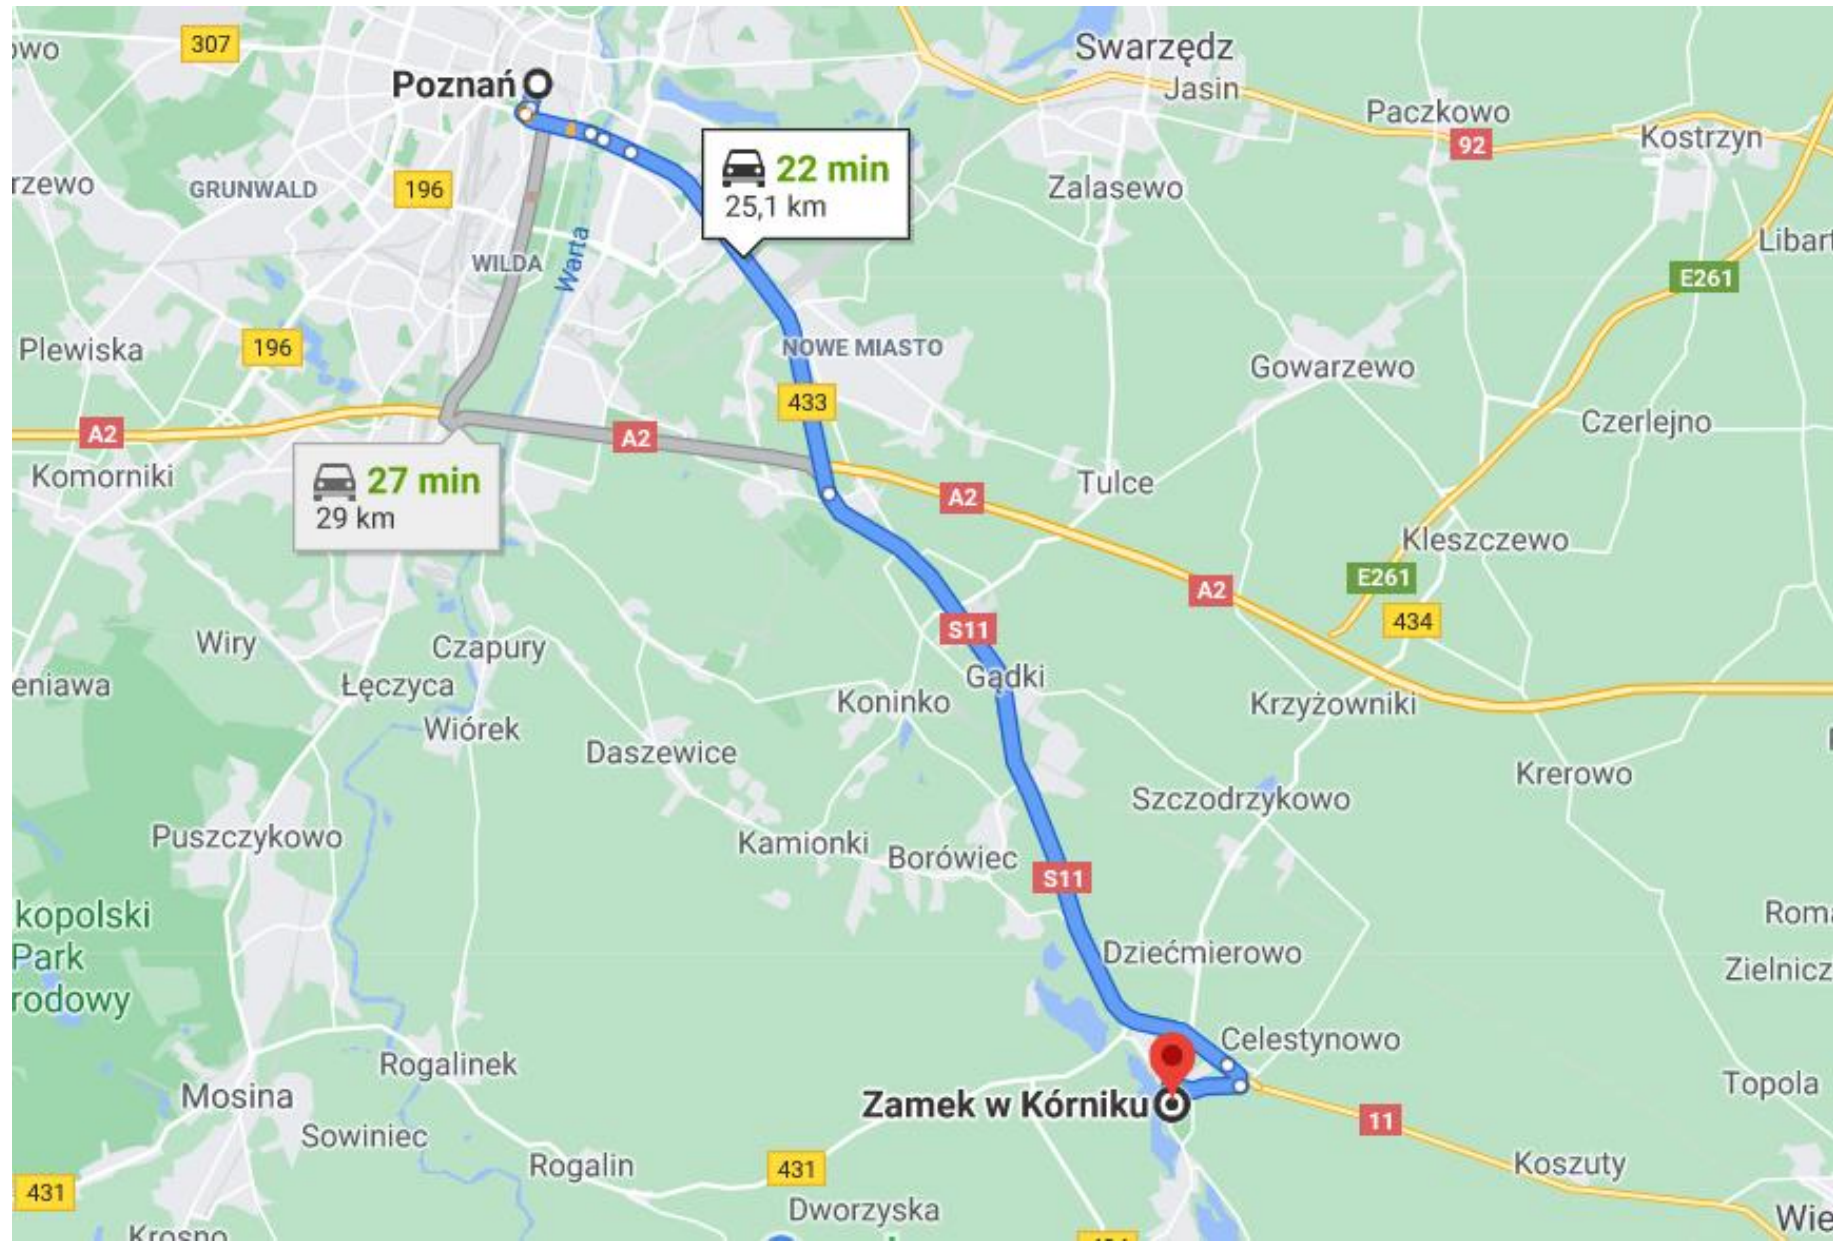 307
Poznań
Swarzędz
Jasin
Paczkowo
92
Kostrzyn
GRUNWALD
196
22 min
25,1 km
Zalasewo
WILDA
Warta
E261
Plewiska
196
NOWE MIASTO
Gowarzewo
433
Czerlejno
A2
A2
Komorniki
27 min
29 km
A2
Tulce
Kleszczewo
A2
E261
434
Wiry
Czapury
S11
Gądki
Łęczyca
Koninko
Krzyżowniki
Wiórek
Daszewice
Krerowo
Szczodrzykowo
Puszczykowo
Kamionki
Borówiec
S11
kopolski
Park
rodowy
Dziećmierowo
Celestynowo
Rogalinek
Mosina
Zamek w Kórniku
Topola
11
Sowiniec
Rogalin
431
Koszuty
431
Dworzyska